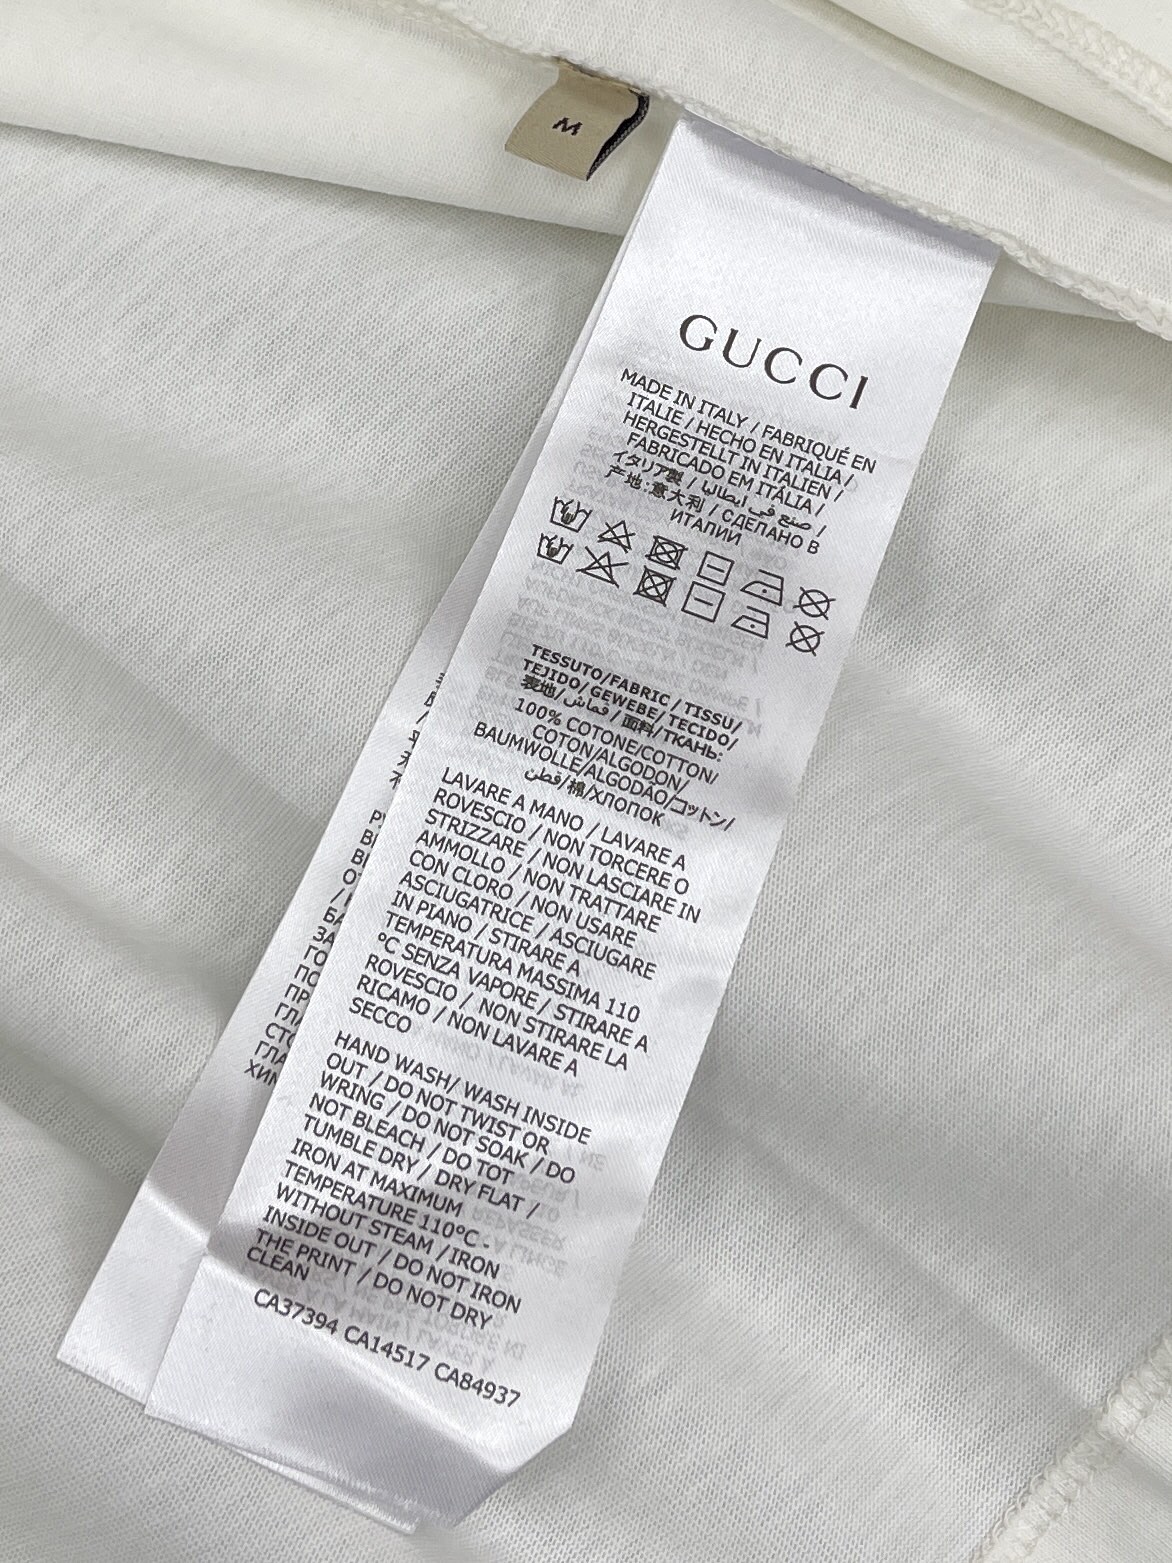 M
GUCCI
MADE IN ITALY / FABRIQUÉ EN
ITALIE / HECHO EN ITALIA /
HERGESTELLT IN ITALIEN /
FABRICADO EM ITÁLIA /
イタリア製 / صنع في ايطاليا /
产地:意大利 / СДЕЛАНО В
ИТАЛИИ
TESSUTO/FABRIC / TISSU/
TEJIDO/ GEWEBE/ TECIDO/
表地/ قماش / 面料/ТКАНЬ:
100% COTONE/COTTON/
COTON/ALGODON/
BAUMWOLLE/ALGODÃO/コットン/
قطن/棉/ХЛОПОК
LAVARE A MANO / LAVARE A
ROVESCIO / NON TORCERE O
STRIZZARE / NON LASCIARE IN
AMMOLLO / NON TRATTARE
CON CLORO / NON USARE
ASCIUGATRICE / ASCIUGARE
IN PIANO / STIRARE A
TEMPERATURA MASSIMA 110
°C SENZA VAPORE / STIRARE A
ROVESCIO / NON STIRARE LA
RICAMO / NON LAVARE A
SECCO
HAND WASH/ WASH INSIDE
OUT / DO NOT TWIST OR
WRING / DO NOT SOAK / DO
NOT BLEACH / DO TOT
TUMBLE DRY / DRY FLAT /
IRON AT MAXIMUM
TEMPERATURE 110°C -
WITHOUT STEAM /IRON
INSIDE OUT / DO NOT IRON
THE PRINT / DO NOT DRY
CLEAN
CA37394 CA14517 CA84937